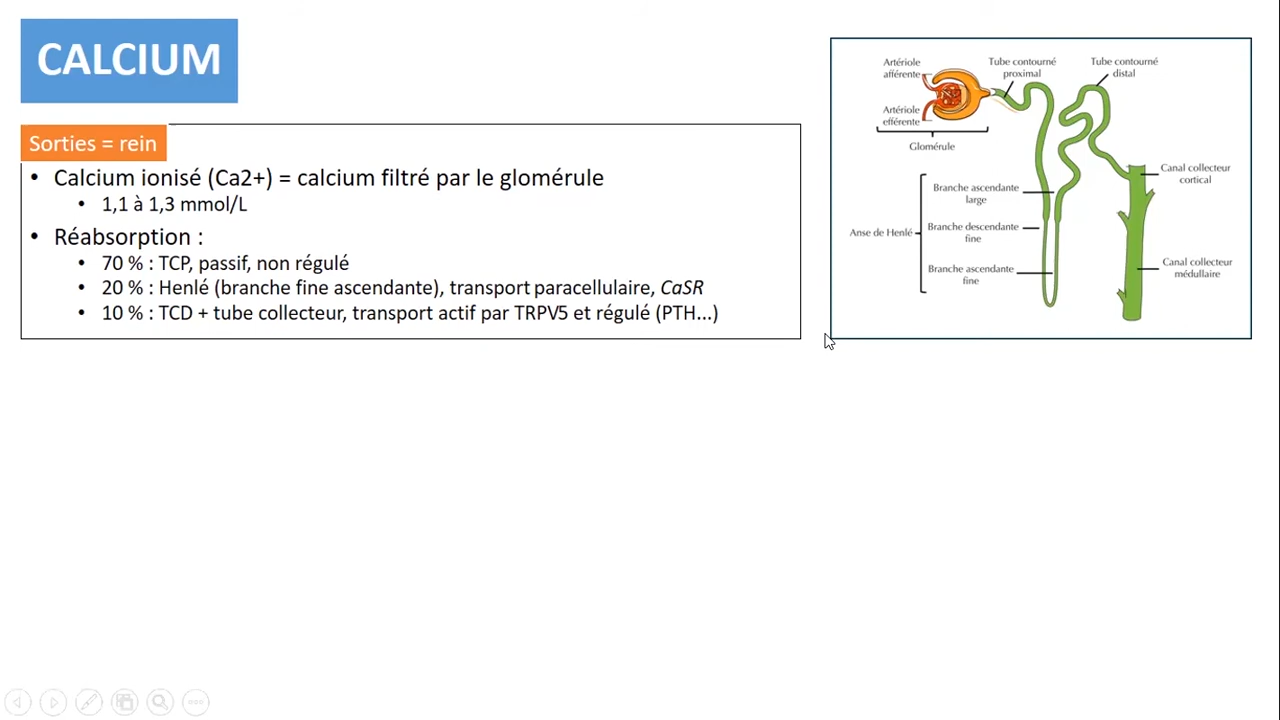 CALCIUM
Sorties = rein
• Calcium ionisé (Ca2+) = calcium filtré par le glomérule
• 1,1 à 1,3 mmol/L
• Réabsorption :
• 70 % : TCP, passif, non régulé
• 20 % : Henlé (branche fine ascendante), transport paracellulaire, CaSR
• 10 % : TCD + tube collecteur, transport actif par TRPV5 et régulé (PTH...)
Artériole
afférente
Tube contourné
proximal
Tube contourné
distal
Artériole
efférente
Glomérule
Canal collecteur
cortical
Branche ascendante
large
Anse de Henlé
Branche descendante
fine
Branche ascendante
fine
Canal collecteur
médullaire